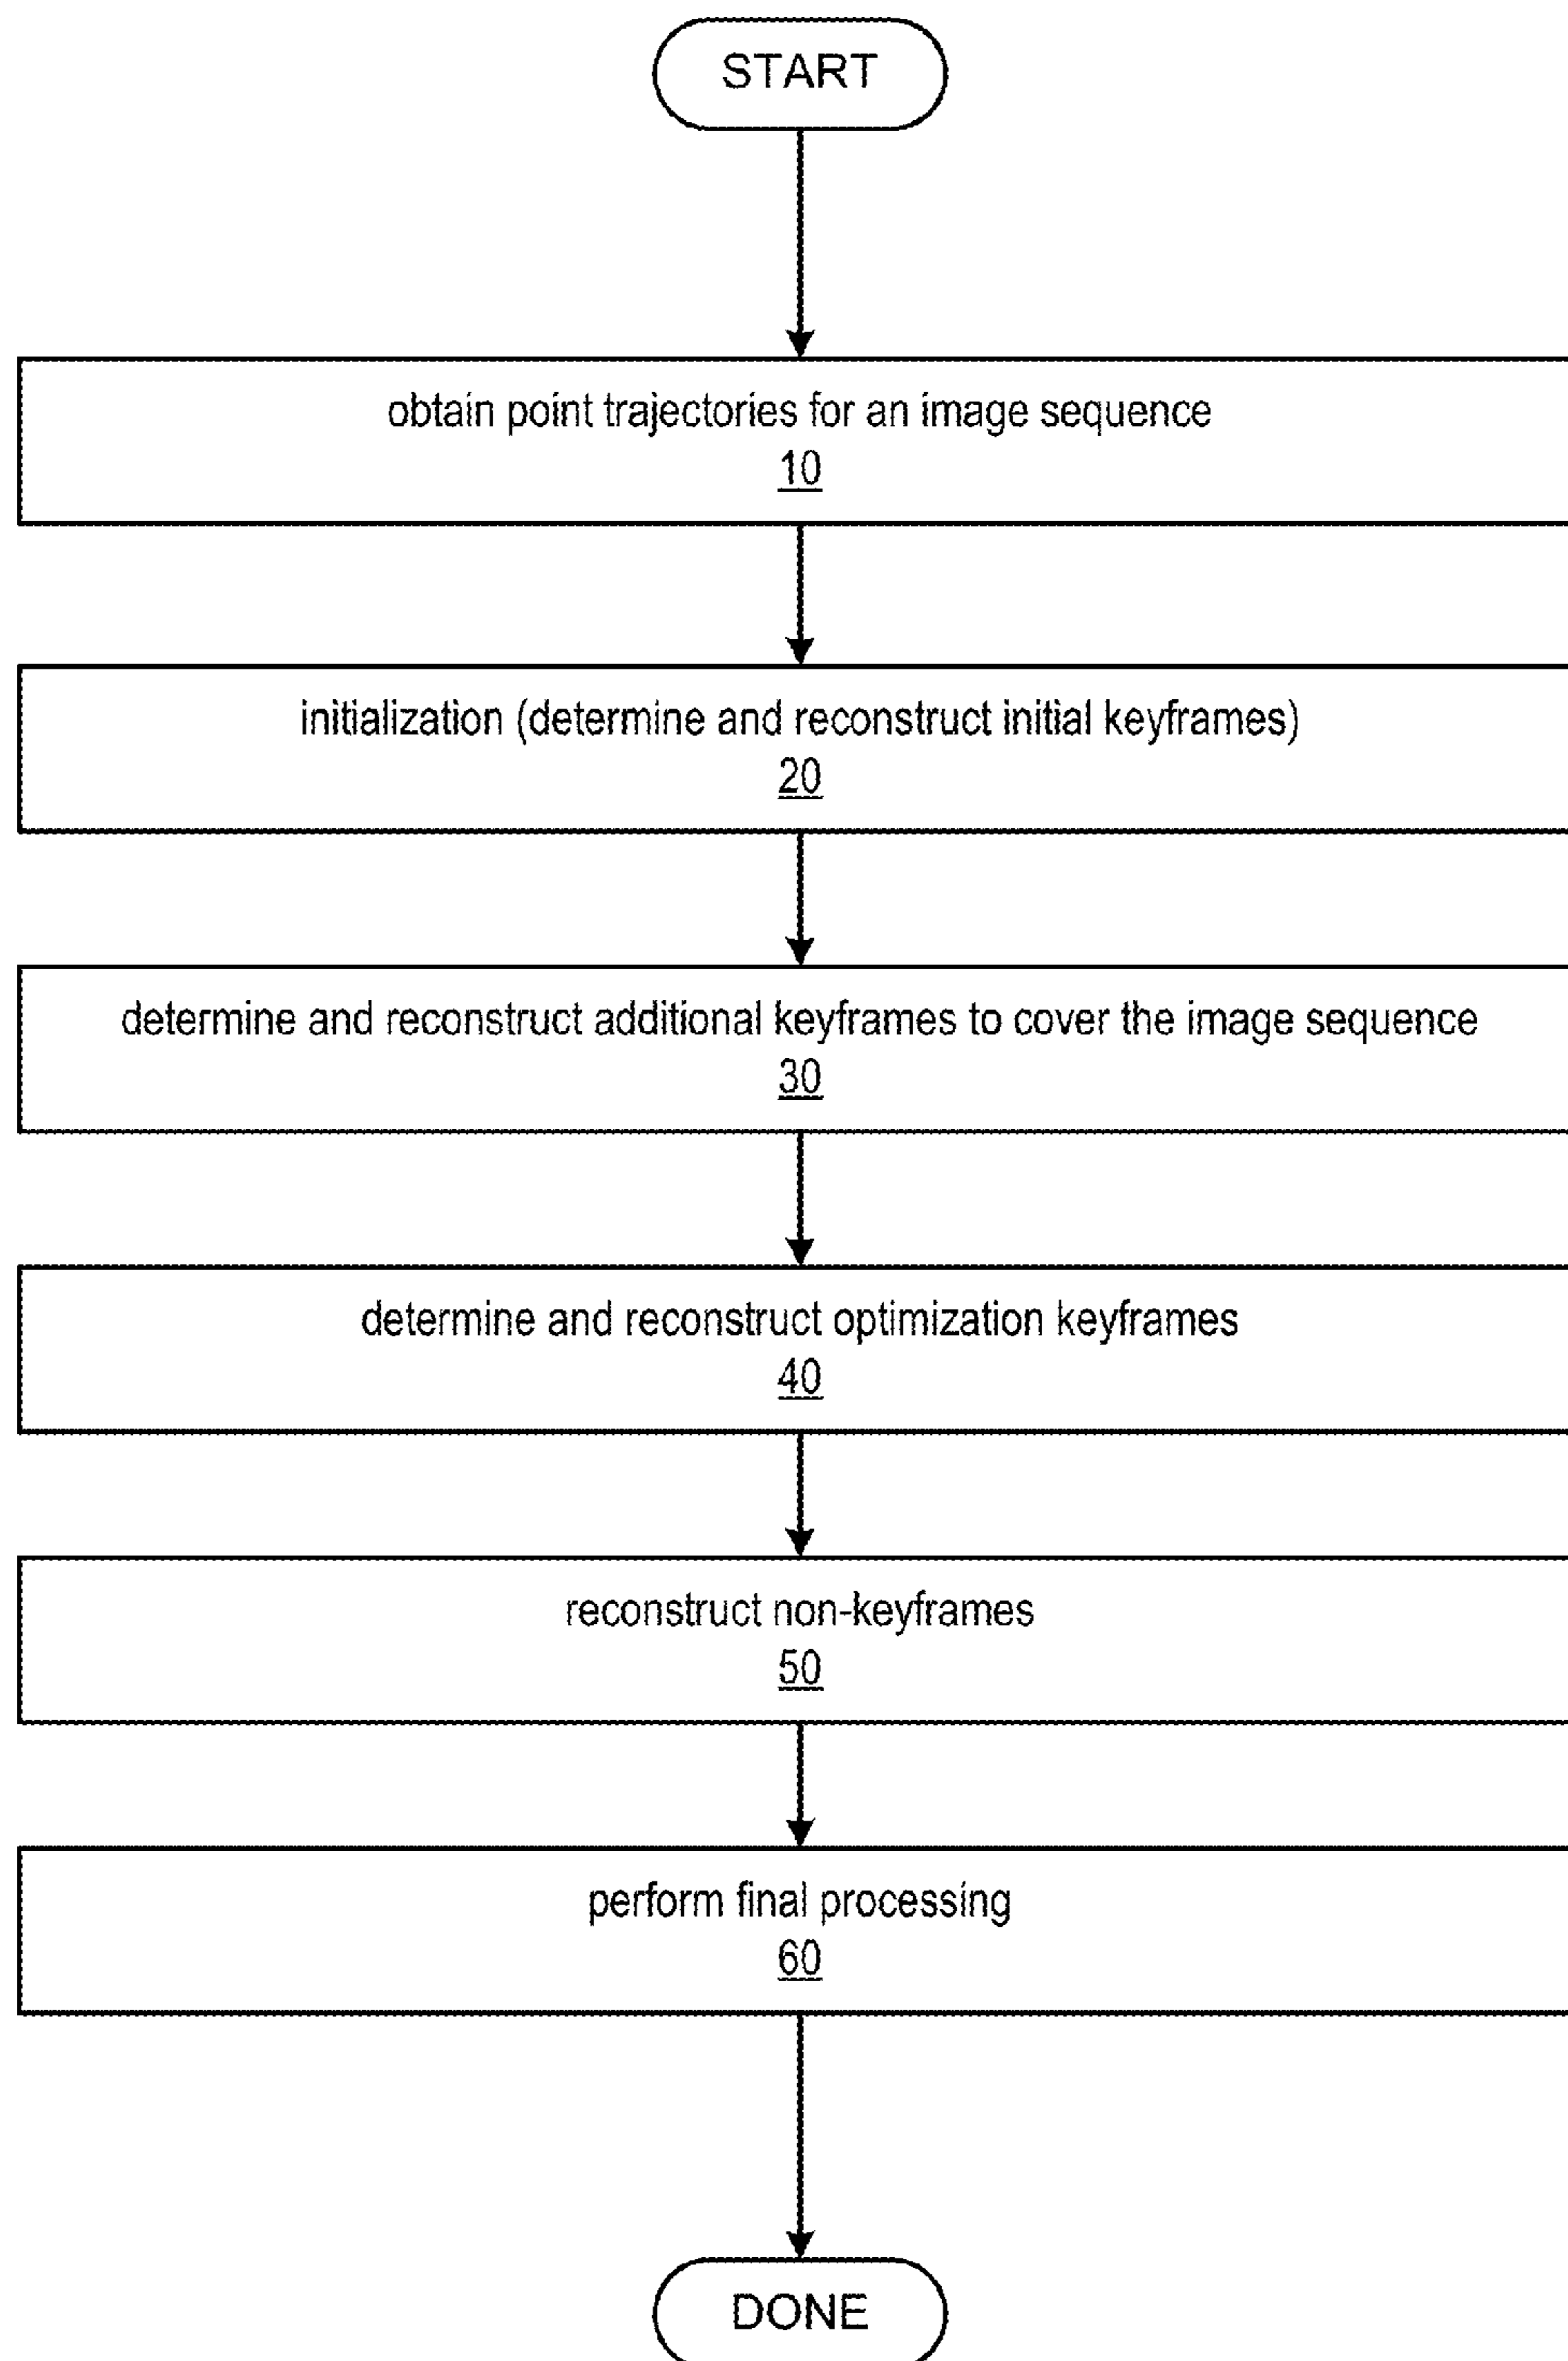 START
obtain point trajectories for an image sequence
10
initialization (determine and reconstruct initial keyframes)
20
determine and reconstruct additional keyframes to cover the image sequence
30
determine and reconstruct optimization keyframes
40
reconstruct non-keyframes
50
perform final processing
60
DONE